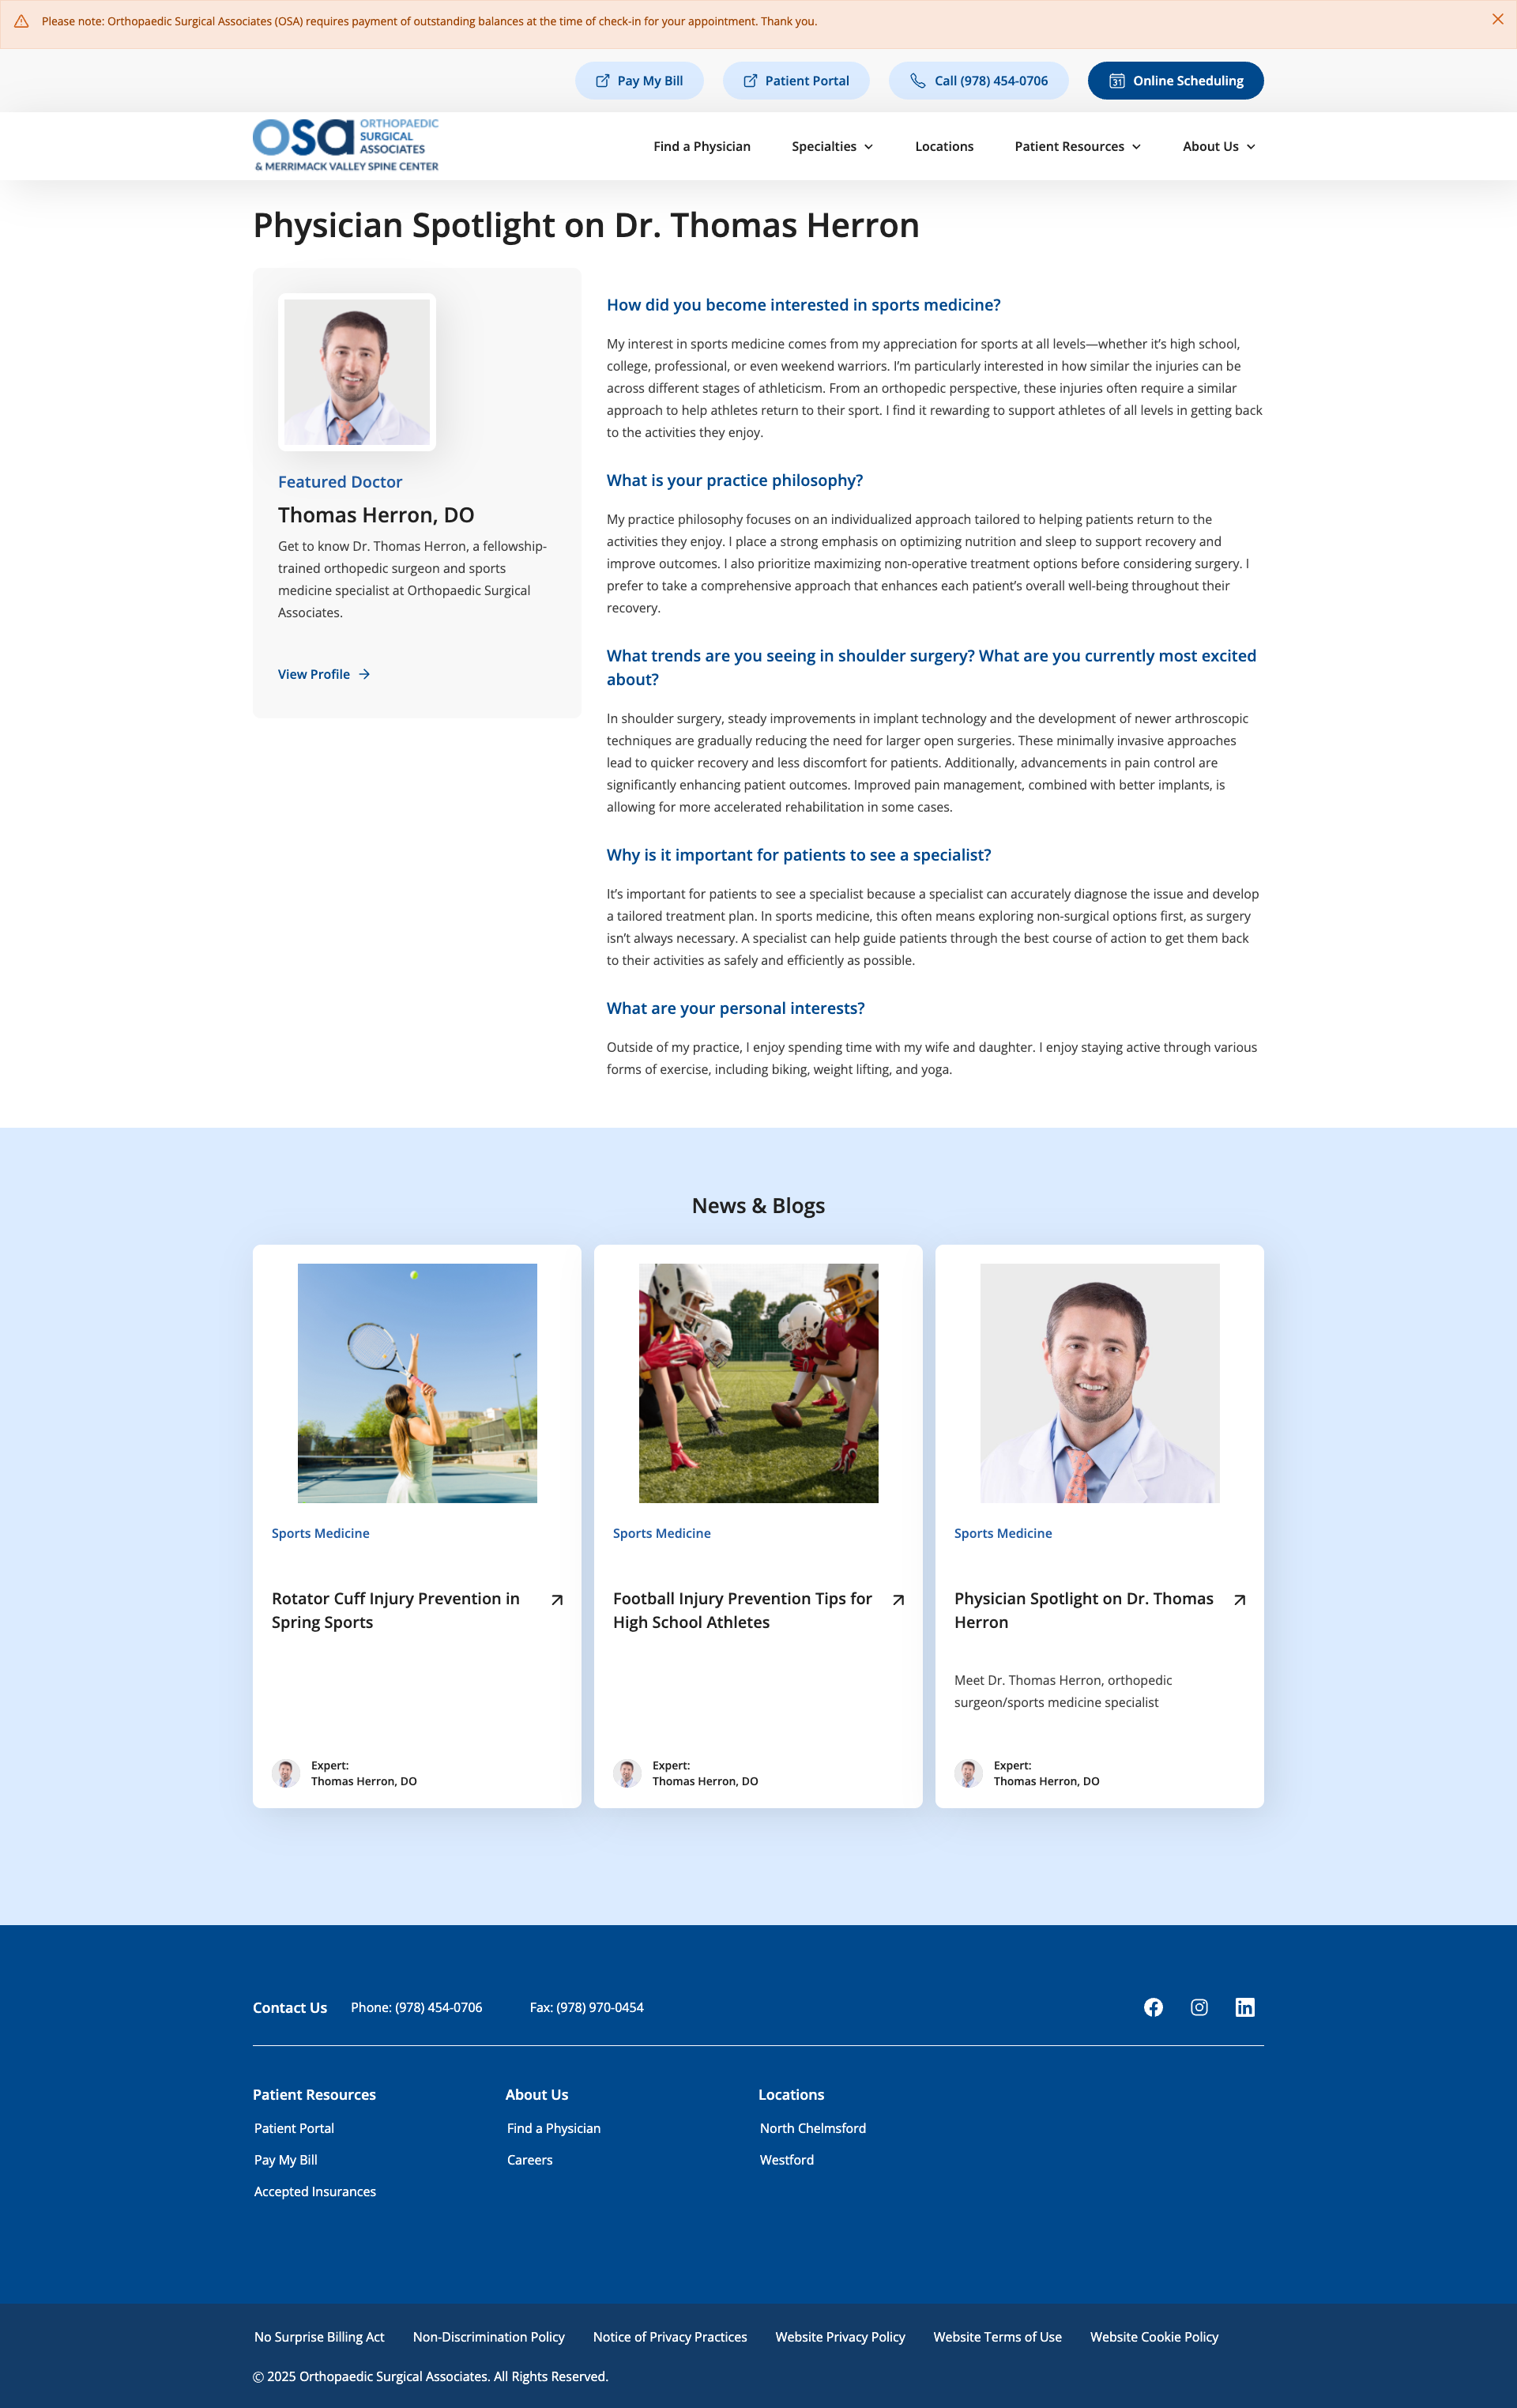 Please note: Orthopaedic Surgical Associates (OSA) requires payment of outstanding balances at the time of check-in for your appointment. Thank you.
Pay My Bill
Patient Portal
Call (978) 454-0706
31
Online Scheduling
osa ORTHOPAEDIC
SURGICAL
ASSOCIATES
& MERRIMACK VALLEY SPINE CENTER
Find a Physician
Specialties
Locations
Patient Resources
About Us
Physician Spotlight on Dr. Thomas Herron
Featured Doctor
Thomas Herron, DO
Get to know Dr. Thomas Herron, a fellowship-
trained orthopedic surgeon and sports
medicine specialist at Orthopaedic Surgical
Associates.
View Profile
How did you become interested in sports medicine?
My interest in sports medicine comes from my appreciation for sports at all levels—whether it’s high school,
college, professional, or even weekend warriors. I’m particularly interested in how similar the injuries can be
across different stages of athleticism. From an orthopedic perspective, these injuries often require a similar
approach to help athletes return to their sport. I find it rewarding to support athletes of all levels in getting back
to the activities they enjoy.
What is your practice philosophy?
My practice philosophy focuses on an individualized approach tailored to helping patients return to the
activities they enjoy. I place a strong emphasis on optimizing nutrition and sleep to support recovery and
improve outcomes. I also prioritize maximizing non-operative treatment options before considering surgery. I
prefer to take a comprehensive approach that enhances each patient’s overall well-being throughout their
recovery.
What trends are you seeing in shoulder surgery? What are you currently most excited
about?
In shoulder surgery, steady improvements in implant technology and the development of newer arthroscopic
techniques are gradually reducing the need for larger open surgeries. These minimally invasive approaches
lead to quicker recovery and less discomfort for patients. Additionally, advancements in pain control are
significantly enhancing patient outcomes. Improved pain management, combined with better implants, is
allowing for more accelerated rehabilitation in some cases.
Why is it important for patients to see a specialist?
It’s important for patients to see a specialist because a specialist can accurately diagnose the issue and develop
a tailored treatment plan. In sports medicine, this often means exploring non-surgical options first, as surgery
isn’t always necessary. A specialist can help guide patients through the best course of action to get them back
to their activities as safely and efficiently as possible.
What are your personal interests?
Outside of my practice, I enjoy spending time with my wife and daughter. I enjoy staying active through various
forms of exercise, including biking, weight lifting, and yoga.
News & Blogs
Sports Medicine
Rotator Cuff Injury Prevention in
Spring Sports
Expert:
Thomas Herron, DO
Sports Medicine
Football Injury Prevention Tips for
High School Athletes
Expert:
Thomas Herron, DO
Sports Medicine
Physician Spotlight on Dr. Thomas
Herron
Meet Dr. Thomas Herron, orthopedic
surgeon/sports medicine specialist
Expert:
Thomas Herron, DO
Contact Us
Phone: (978) 454-0706
Fax: (978) 970-0454
Patient Resources
Patient Portal
Pay My Bill
Accepted Insurances
About Us
Find a Physician
Careers
Locations
North Chelmsford
Westford
No Surprise Billing Act
Non-Discrimination Policy
Notice of Privacy Practices
Website Privacy Policy
Website Terms of Use
Website Cookie Policy
© 2025 Orthopaedic Surgical Associates. All Rights Reserved.